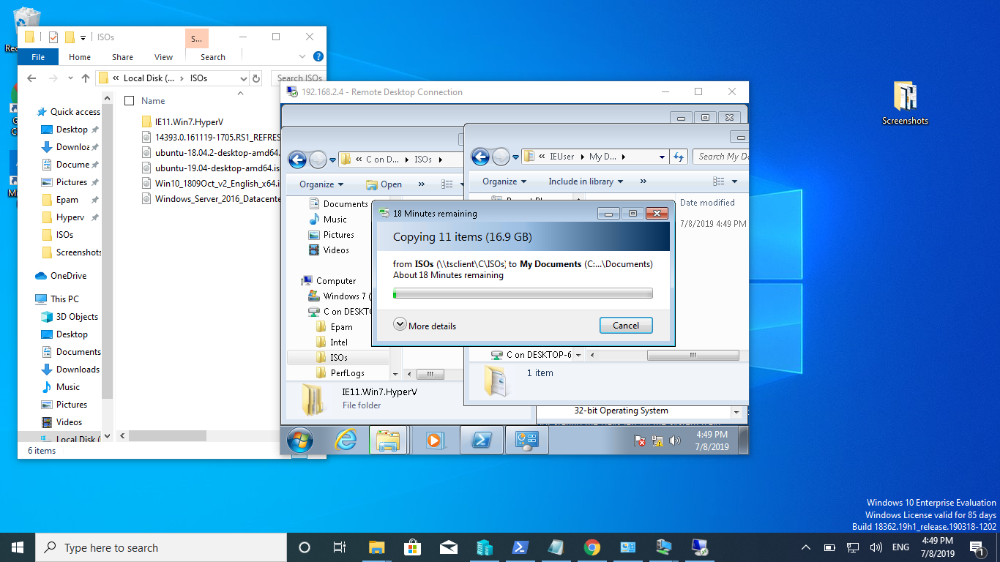 ISOs
S...
File
Home
Share
View
Search
Local Disk (...
ISOs
Search ISOs
Name
Quick access
Desktop
Downloa
Docume
Pictures
Epam
Hyperv
ISOs
Screenshots
OneDrive
This PC
3D Objects
Desktop
Documents
Downloads
Music
Pictures
Videos
Local Disk (
IE11.Win7.HyperV
14393.0.161119-1705.RS1_REFRES
ubuntu-18.04.2-desktop-amd64.
ubuntu-19.04-desktop-amd64.is
Win10_1809Oct_v2_English_x64.i
Windows_Server_2016_Datacente
6 items
192.168.2.4 - Remote Desktop Connection
C on D...
ISOs
Organize
Open
Documents
Music
Pictures
Videos
Computer
Windows 7 (
C on DESKTO
Epam
Intel
ISOs
PerfLogs
IE11.Win7.HyperV
File folder
IEUser
My D...
Search My Do
Organize
Include in library
Date modified
7/8/2019 4:49 PM
C on DESKTOP-6
1 item
32-bit Operating System
18 Minutes remaining
Copying 11 items (16.9 GB)
from ISOs (\\tsclient\C\ISOs) to My Documents (C:...\Documents)
About 18 Minutes remaining
More details
Cancel
4:49 PM
7/8/2019
Screenshots
Windows 10 Enterprise Evaluation
Windows License valid for 85 days
Build 18362.19h1_release.190318-1202
Type here to search
ENG
4:49 PM
7/8/2019
1